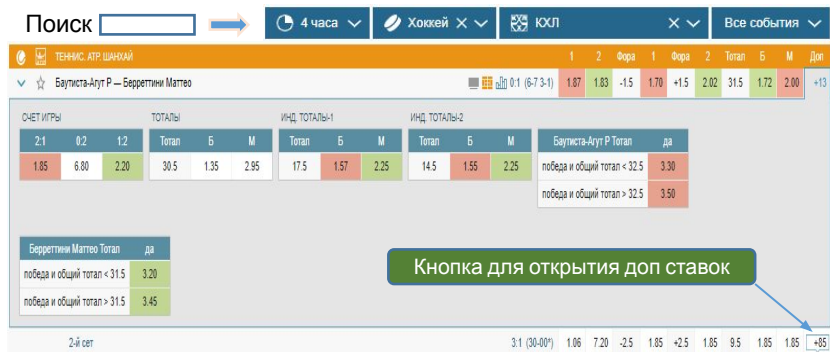 Поиск 4 часа Хоккей КХЛ Все события
ТЕННИС. ATP. ШАНХАЙ 1 2 Фора 1 Фора 2 Тотал Б М Доп
Баутиста-Агут Р — Берреттини Маттео 0:1 (6-7 3-1) 1.87 1.83 -1.5 1.70 +1.5 2.02 31.5 1.72 2.00 +13
СЧЕТ ИГРЫ ТОТАЛЫ ИНД. ТОТАЛЫ-1 ИНД. ТОТАЛЫ-2
2:1 0:2 1:2 Тотал Б М Тотал Б М Тотал Б М Баутиста-Агут Р Тотал да
1.85 6.80 2.20 30.5 1.35 2.95 17.5 1.57 2.25 14.5 1.55 2.25 победа и общий тотал < 32.5 3.30
победа и общий тотал > 32.5 3.50
Берреттини Маттео Тотал да
победа и общий тотал < 31.5 3.20
победа и общий тотал > 31.5 3.45
Кнопка для открытия доп ставок
2-й сет 3:1 (30-00*) 1.06 7.20 -2.5 1.85 +2.5 1.85 9.5 1.85 1.85 +85